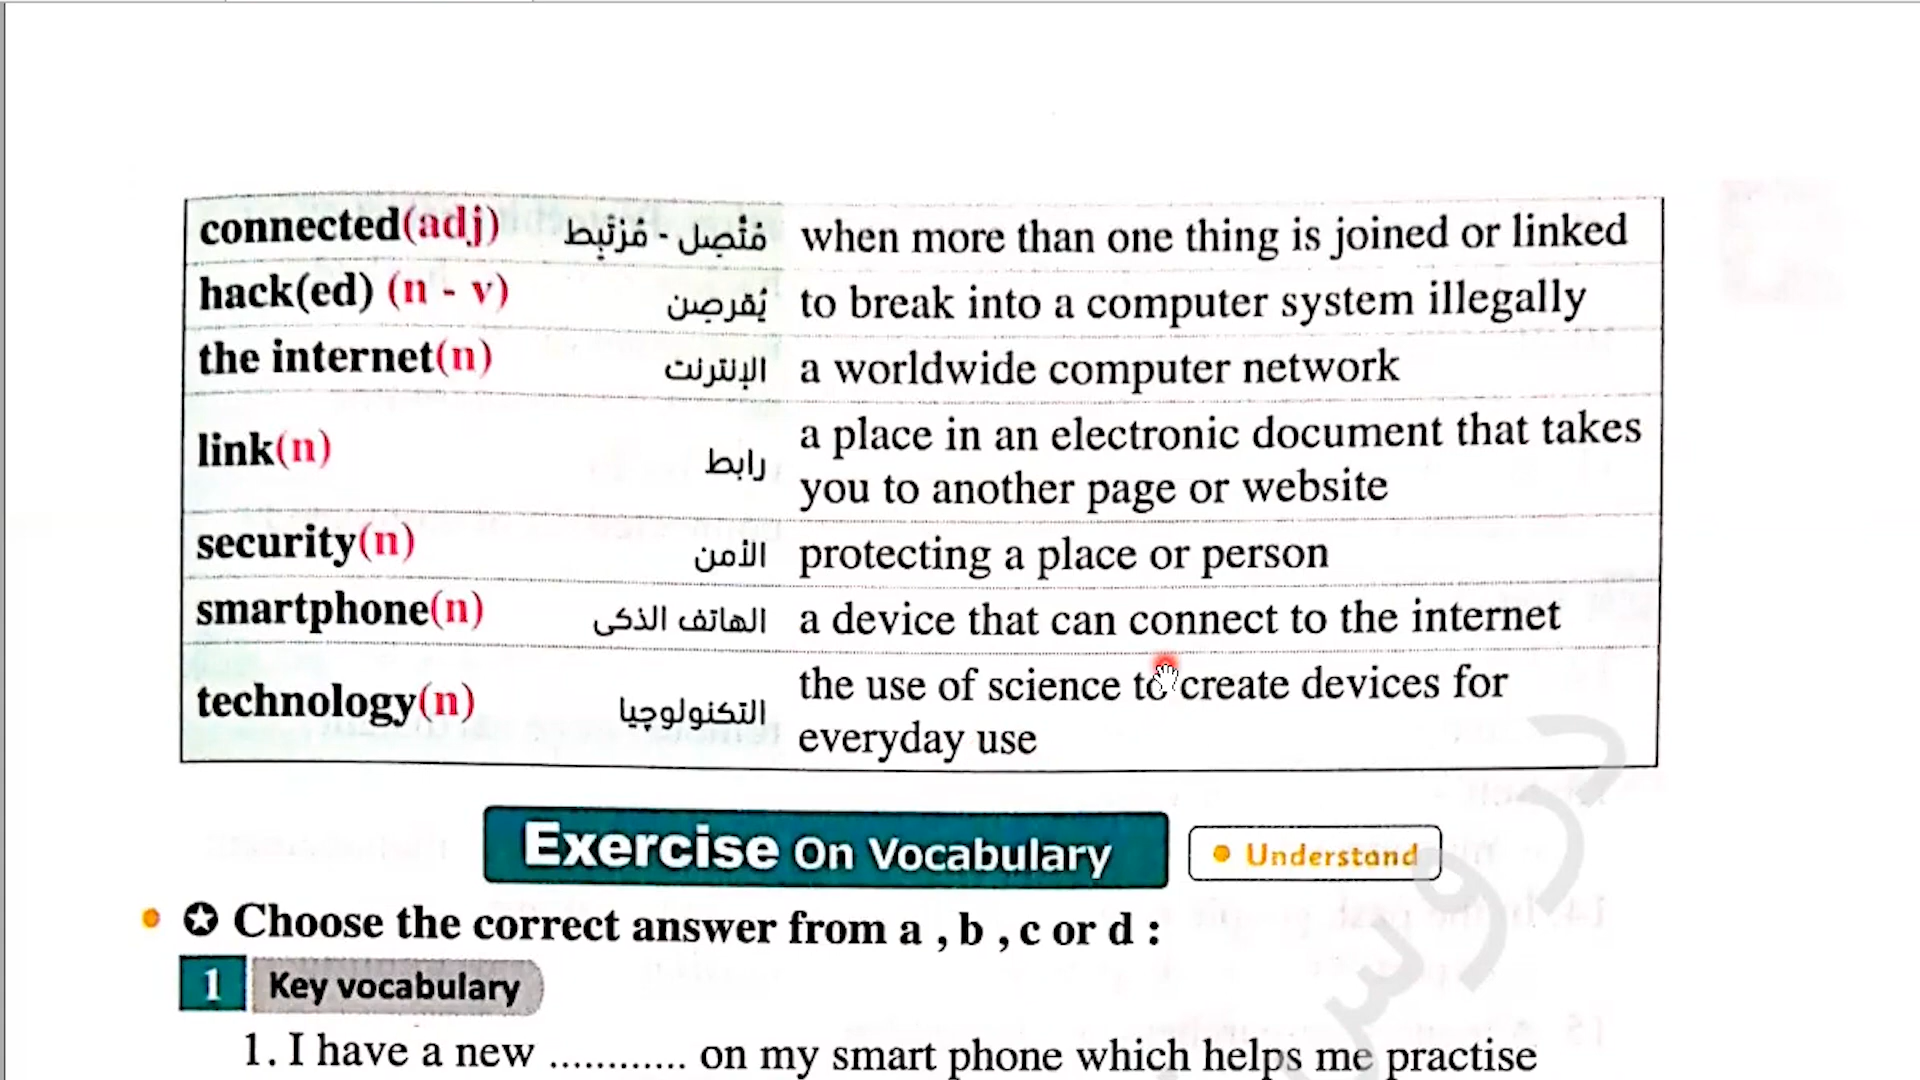 connected(adj) مُتَّصِل - مُرْتَبِط when more than one thing is joined or linked
hack(ed) (n - v) يُقرصِن to break into a computer system illegally
the internet(n) الإنترنت a worldwide computer network
link(n) رابط a place in an electronic document that takes
you to another page or website
security(n) الأمن protecting a place or person
smartphone(n) الهاتف الذكى a device that can connect to the internet
technology(n) التكنولوچيا the use of science to create devices for
everyday use
Exercise On Vocabulary • Understand
Choose the correct answer from a , b , c or d :
1 Key vocabulary
1. I have a new ............ on my smart phone which helps me practise
دروس